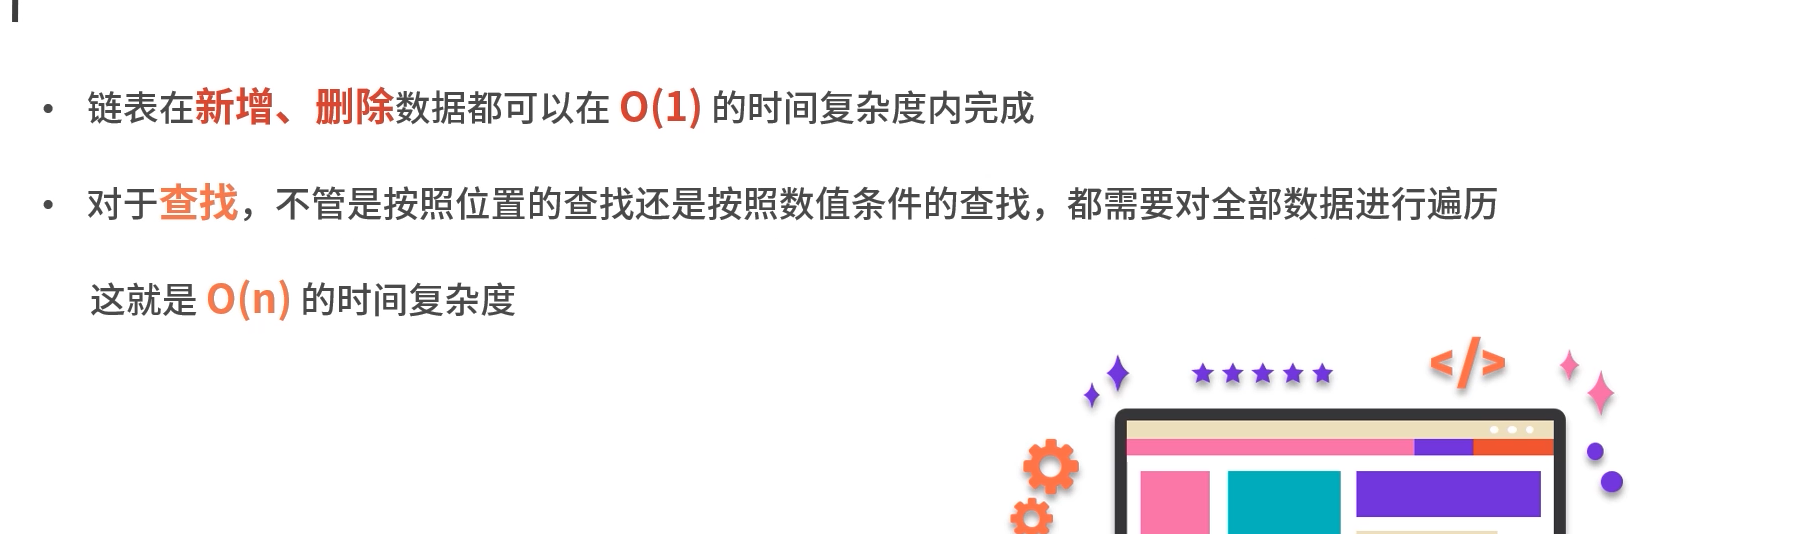 • 链表在新增、删除数据都可以在 O(1) 的时间复杂度内完成
• 对于查找，不管是按照位置的查找还是按照数值条件的查找，都需要对全部数据进行遍历
这就是 O(n) 的时间复杂度
</>